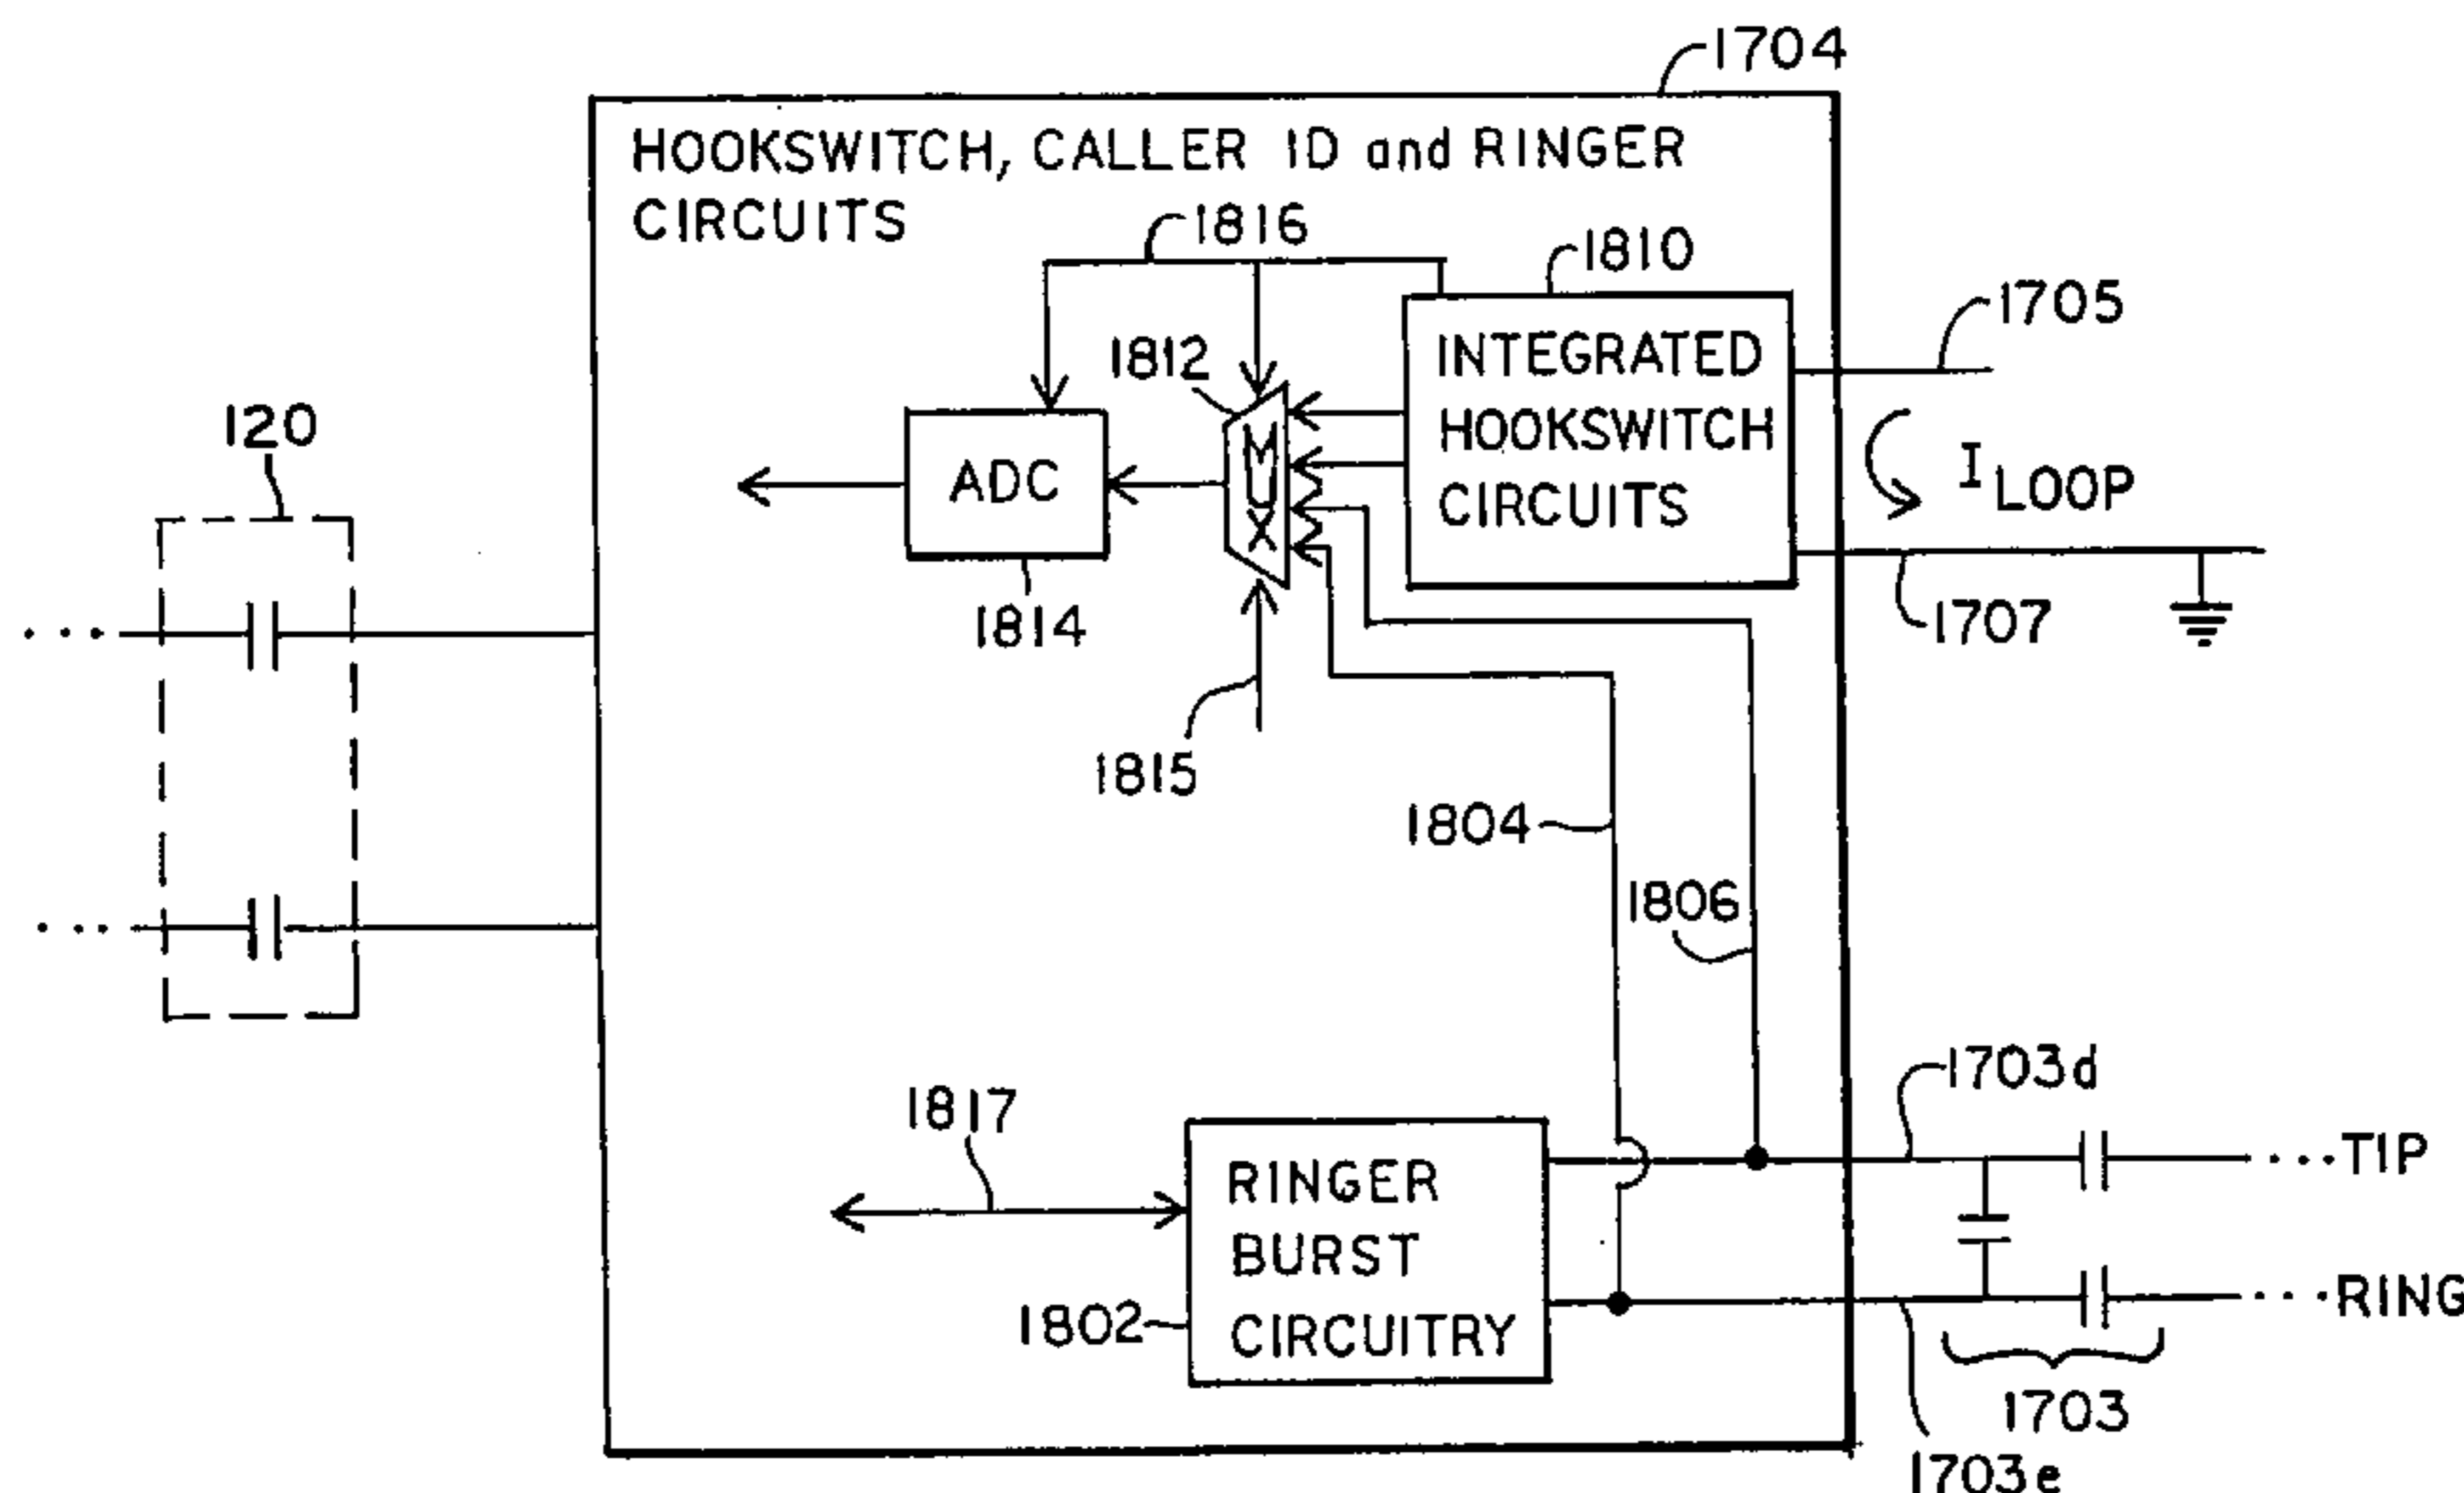 1704
HOOKSWITCH, CALLER ID and RINGER
CIRCUITS
1816
1810
1705
1812
INTEGRATED
HOOKSWITCH
CIRCUITS
120
ADC
MUX
I LOOP
1814
1707
1815
1804
1806
1703d
1817
TIP
RINGER
BURST
CIRCUITRY
1802
RING
1703
1703e